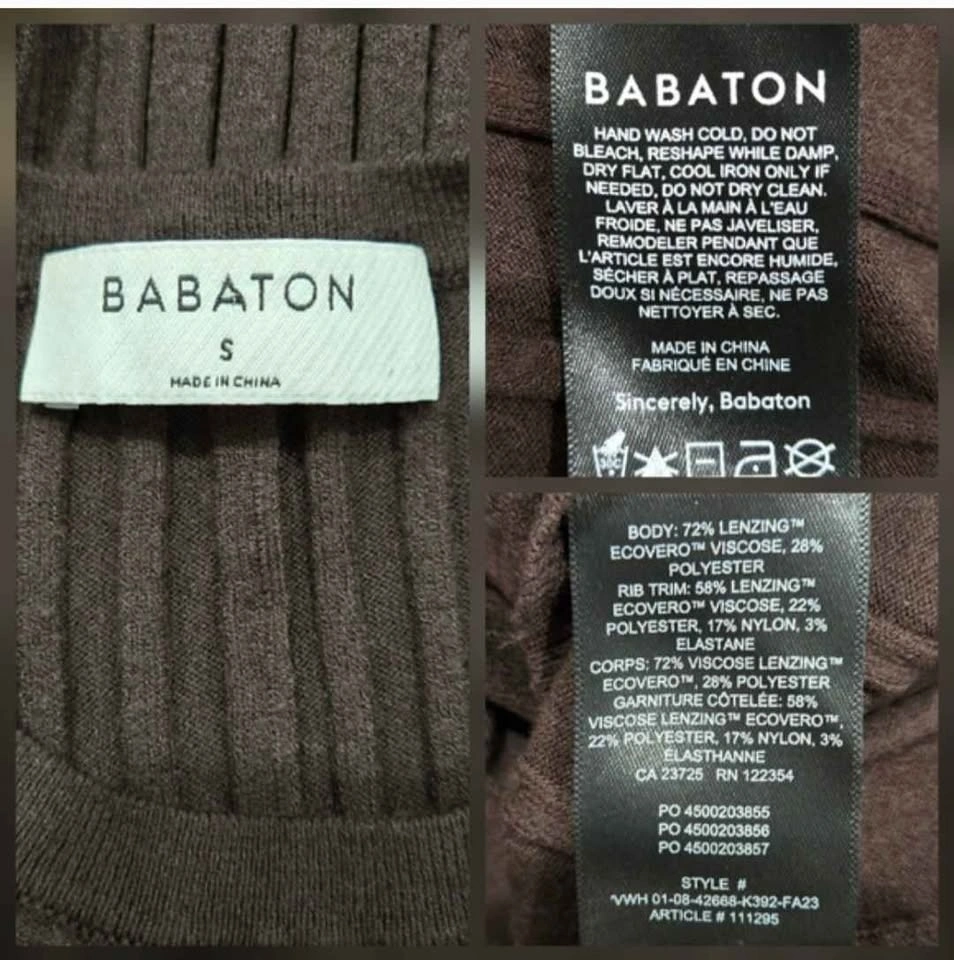 BABATON
S
MADE IN CHINA
BABATON
HAND WASH COLD, DO NOT
BLEACH, RESHAPE WHILE DAMP,
DRY FLAT, COOL IRON ONLY IF
NEEDED, DO NOT DRY CLEAN.
LAVER À LA MAIN À L'EAU
FROIDE, NE PAS JAVELISER,
REMODELER PENDANT QUE
L'ARTICLE EST ENCORE HUMIDE,
SÉCHER À PLAT, REPASSAGE
DOUX SI NÉCESSAIRE, NE PAS
NETTOYER À SEC.
MADE IN CHINA
FABRIQUÉ EN CHINE
Sincerely, Babaton
BODY: 72% LENZING™
ECOVERO™ VISCOSE, 28%
POLYESTER
RIB TRIM: 58% LENZING™
ECOVERO™ VISCOSE, 22%
POLYESTER, 17% NYLON, 3%
ELASTANE
CORPS: 72% VISCOSE LENZING™
ECOVERO™, 28% POLYESTER
GARNITURE CÔTELÉE: 58%
VISCOSE LENZING™ ECOVERO™,
22% POLYESTER, 17% NYLON, 3%
ÉLASTHANNE
CA 23725 RN 122354
PO 4500203855
PO 4500203856
PO 4500203857
STYLE #
VWH 01-08-42668-K392-FA23
ARTICLE # 111295